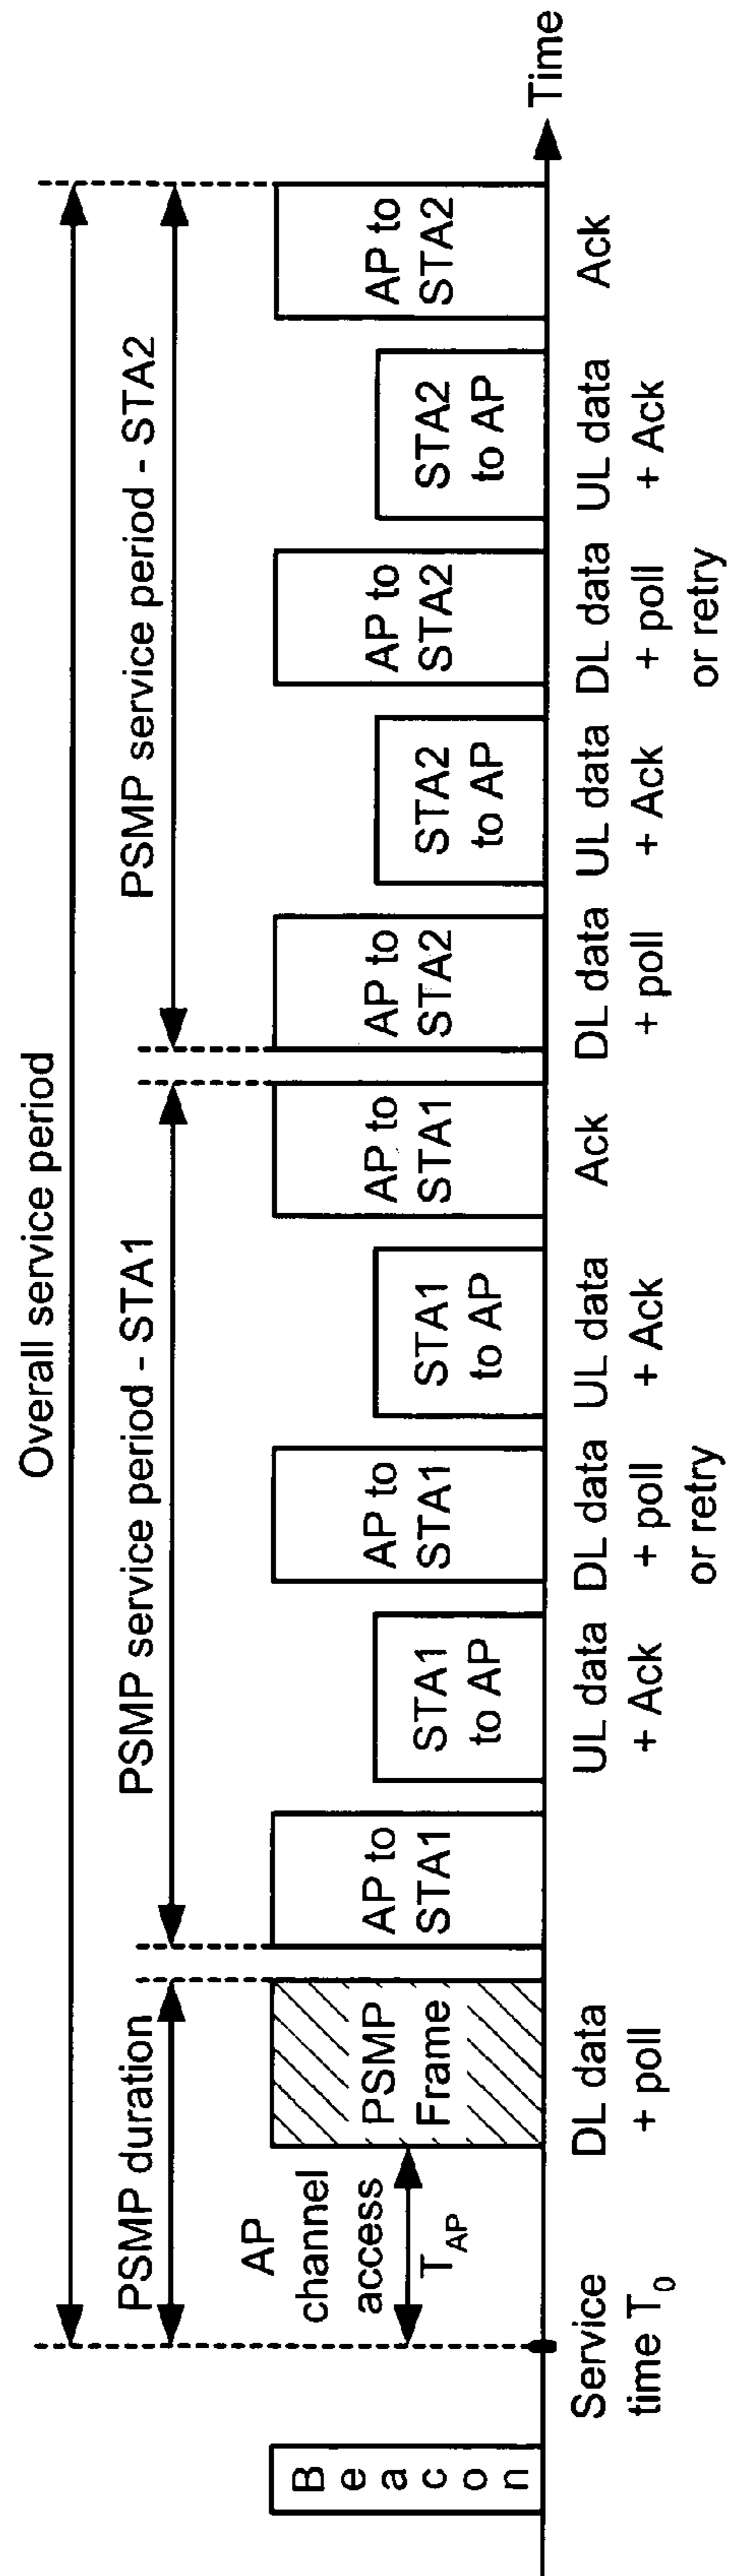 Overall service period
PSMP duration
PSMP service period - STA1
PSMP service period - STA2
B
e
a
c
o
n
AP
channel
access
T_AP
PSMP
Frame
AP to
STA1
STA1
to AP
AP to
STA1
STA1
to AP
AP to
STA1
AP to
STA2
STA2
to AP
AP to
STA2
STA2
to AP
AP to
STA2
Time
Service
time T_0
DL data
+ poll
UL data
+ Ack
DL data
+ poll
or retry
UL data
+ Ack
Ack
DL data
+ poll
UL data
+ Ack
DL data
+ poll
or retry
UL data
+ Ack
Ack